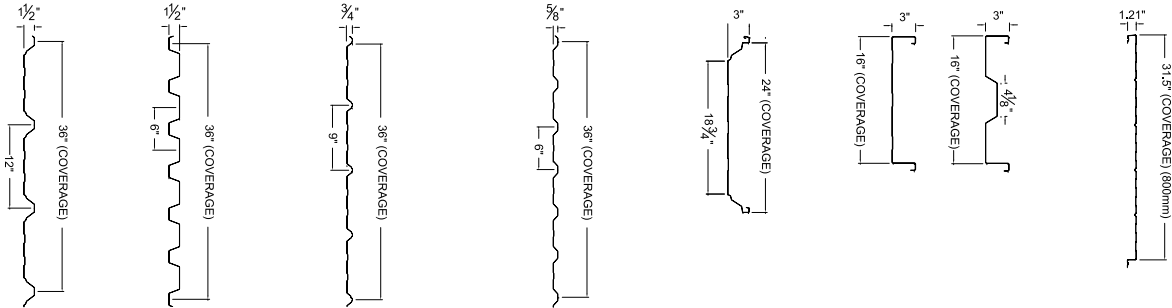 1½"
36" (COVERAGE)
12"
1½"
36" (COVERAGE)
6"
¾"
36" (COVERAGE)
9"
⅝"
36" (COVERAGE)
6"
3"
24" (COVERAGE)
18¾"
3"
16" (COVERAGE)
3"
16" (COVERAGE)
4⅛"
1.21"
31.5" (COVERAGE) (800mm)